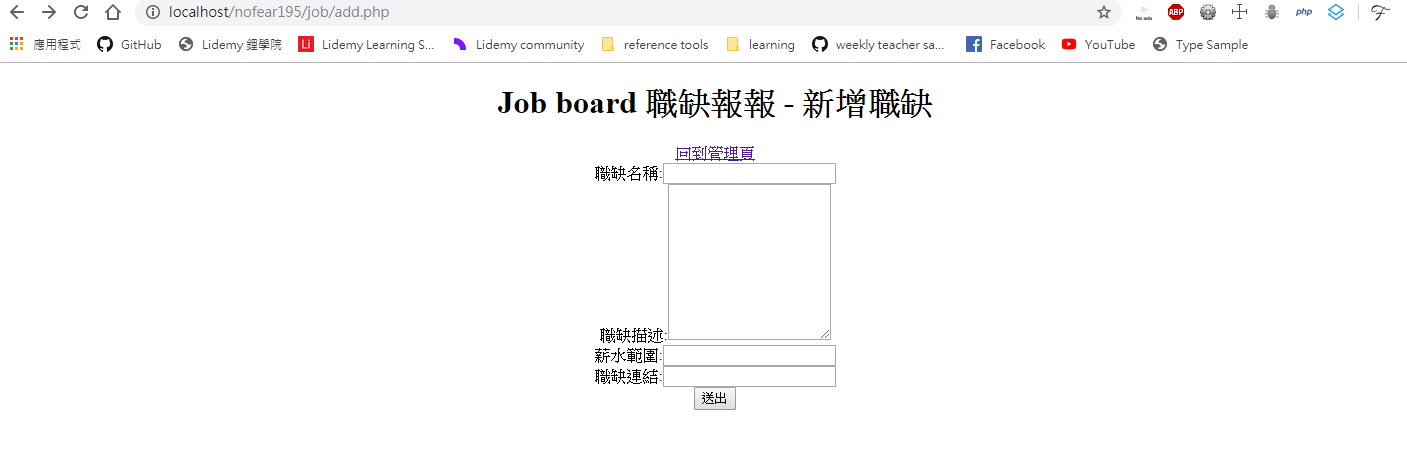 localhost/nofear195/job/add.php
No ads
ABP
php
應用程式 GitHub Lidemy 鋰學院 Li Lidemy Learning S... Lidemy community reference tools learning weekly teacher sa... Facebook YouTube Type Sample
Job board 職缺報報 - 新增職缺
回到管理頁
職缺名稱:
職缺描述:
薪水範圍:
職缺連結:
送出